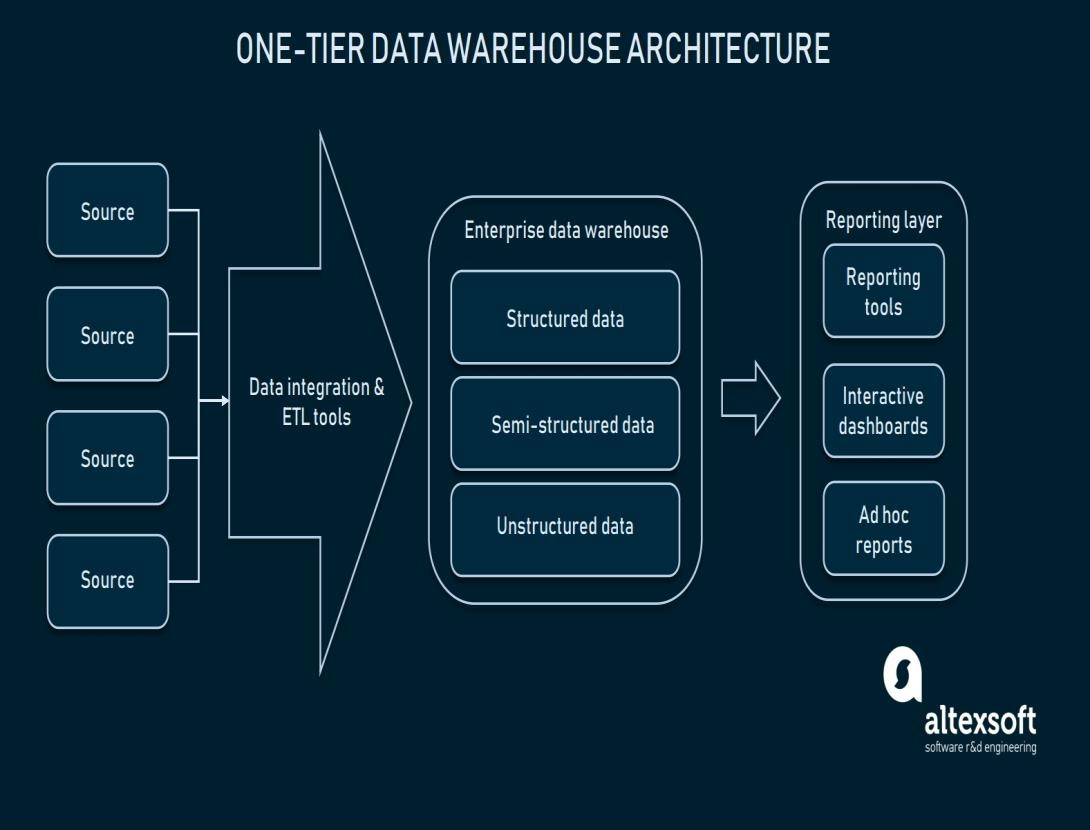 ONE-TIER DATA WAREHOUSE ARCHITECTURE
Source
Source
Source
Source
Data integration &
ETL tools
Enterprise data warehouse
Structured data
Semi-structured data
Unstructured data
Reporting layer
Reporting
tools
Interactive
dashboards
Ad hoc
reports
altexsoft
software r&d engineering